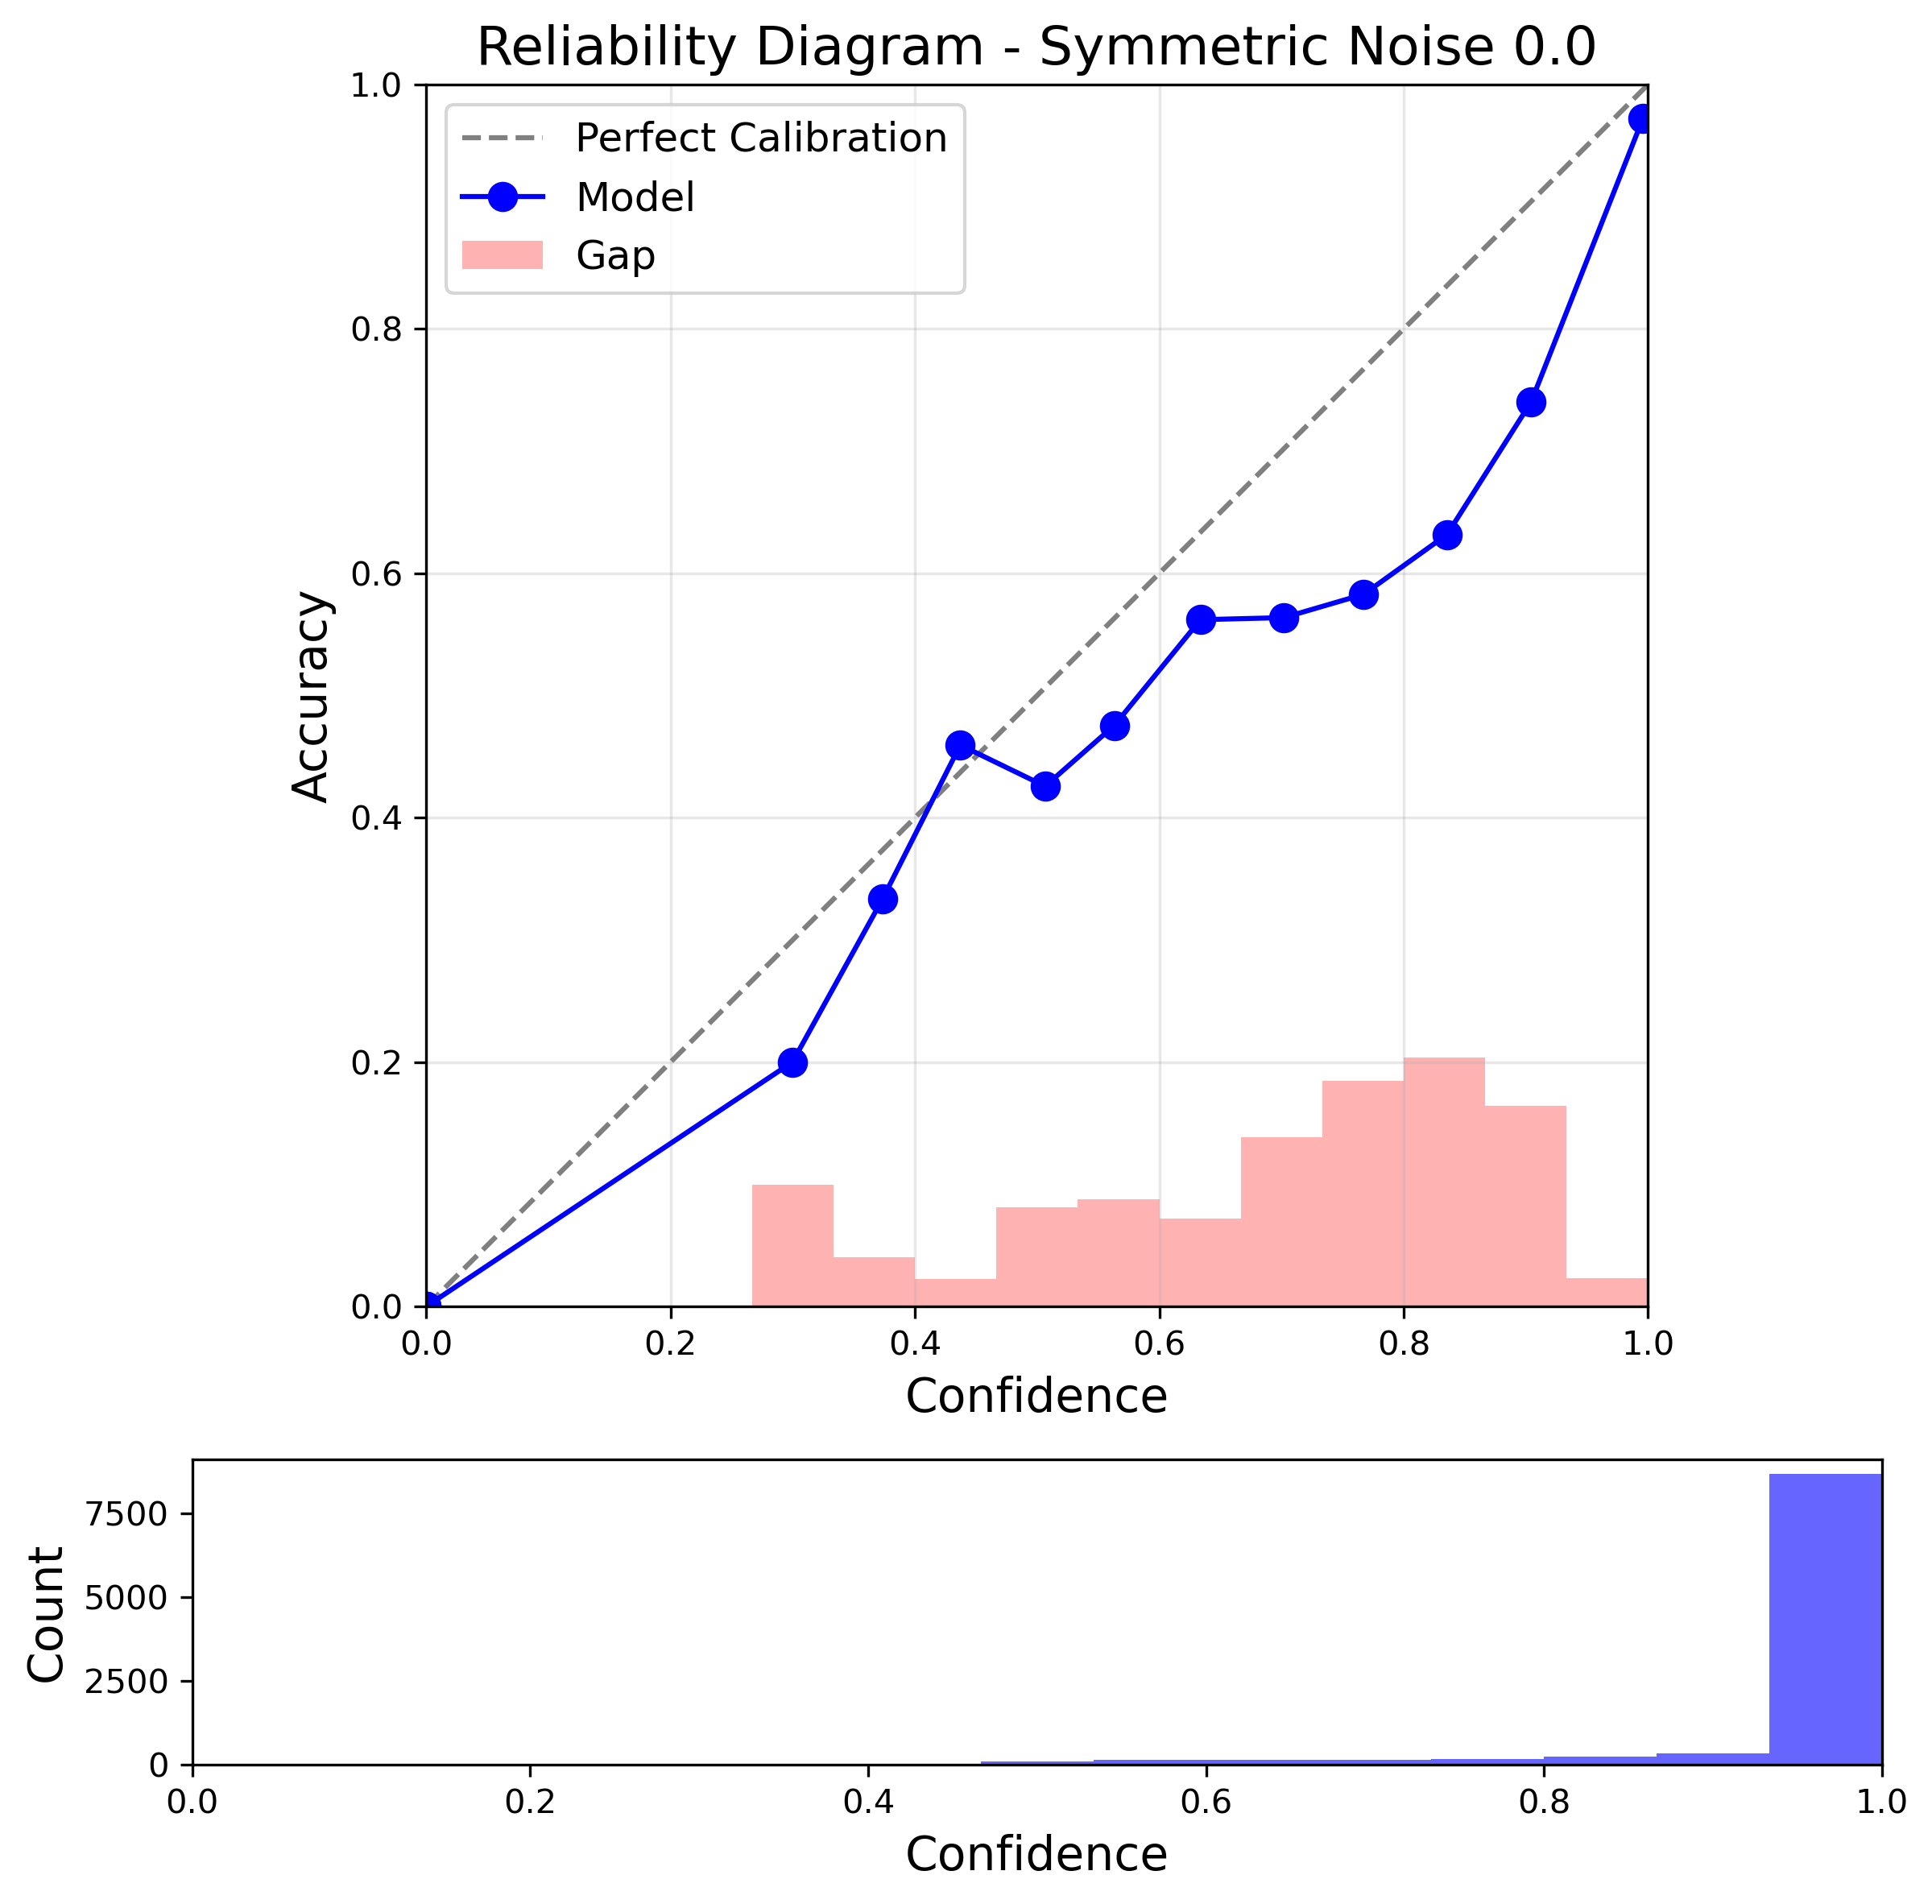 Reliability Diagram - Symmetric Noise 0.0
1.0
0.8
0.6
0.4
0.2
0.0
Accuracy
Perfect Calibration
Model
Gap
0.0 0.2 0.4 0.6 0.8 1.0
Confidence
7500
5000
2500
0
Count
0.0 0.2 0.4 0.6 0.8 1.0
Confidence